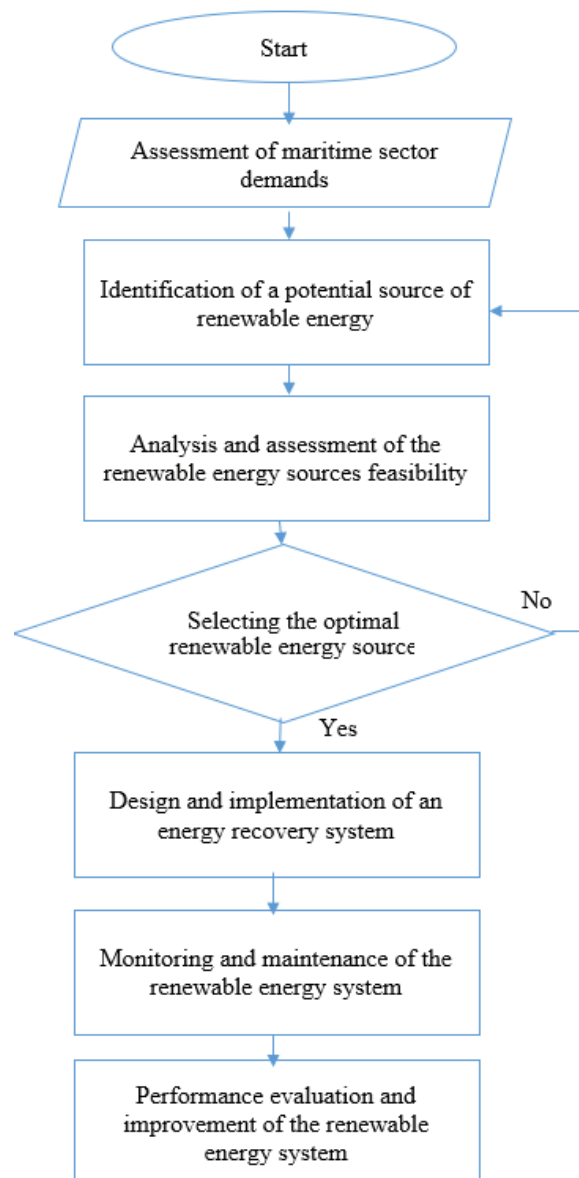 Start
Assessment of maritime sector
demands
Identification of a potential source of
renewable energy
Analysis and assessment of the
renewable energy sources feasibility
No
Selecting the optimal
renewable energy source
Yes
Design and implementation of an
energy recovery system
Monitoring and maintenance of the
renewable energy system
Performance evaluation and
improvement of the renewable
energy system